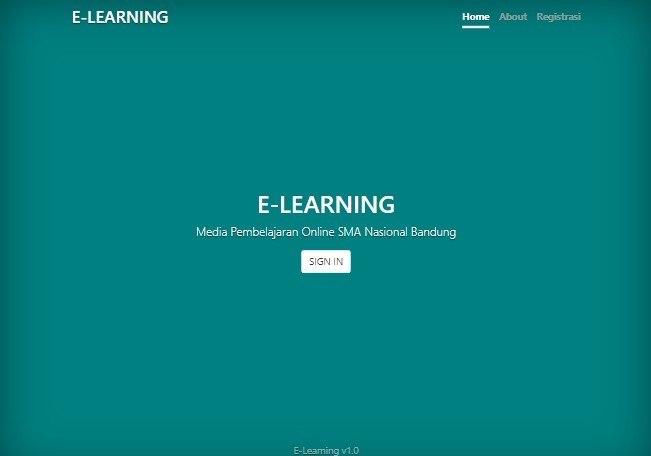 E-LEARNING
Home About Registrasi
E-LEARNING
Media Pembelajaran Online SMA Nasional Bandung
SIGN IN
E-Learning v1.0